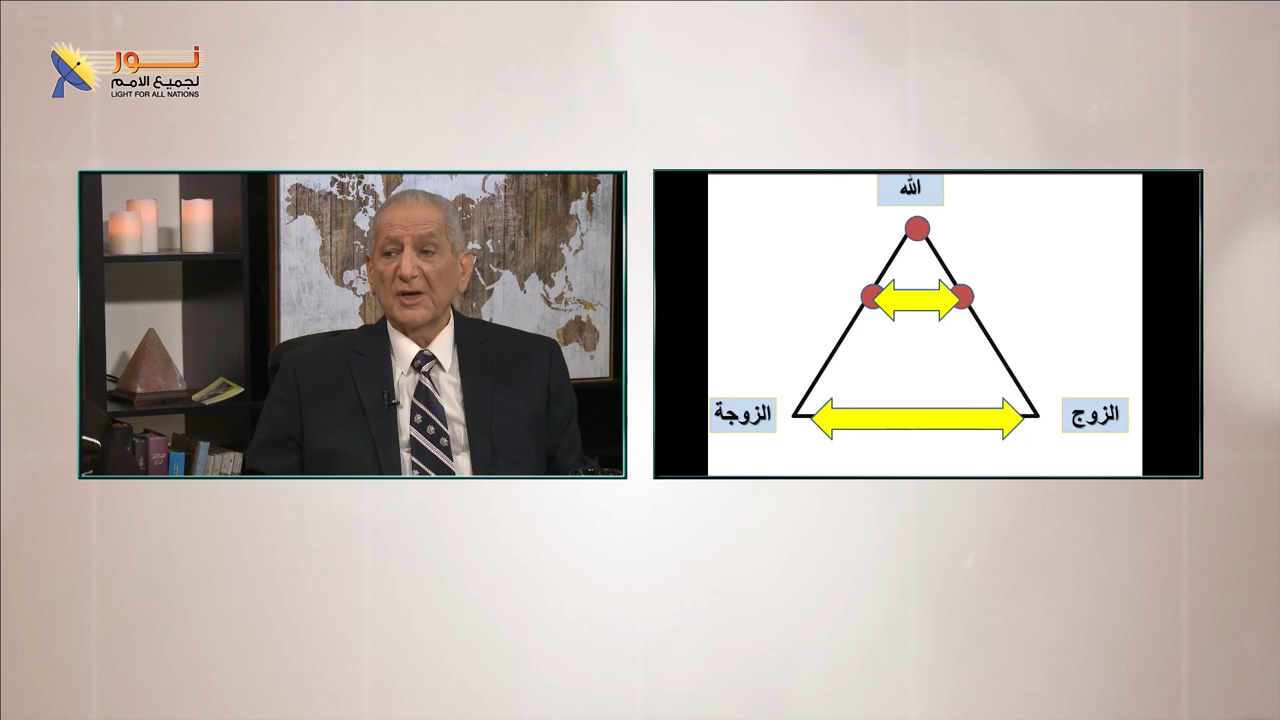 نور
لجميع الامم
LIGHT FOR ALL NATIONS
الله
الزوجة
الزوج